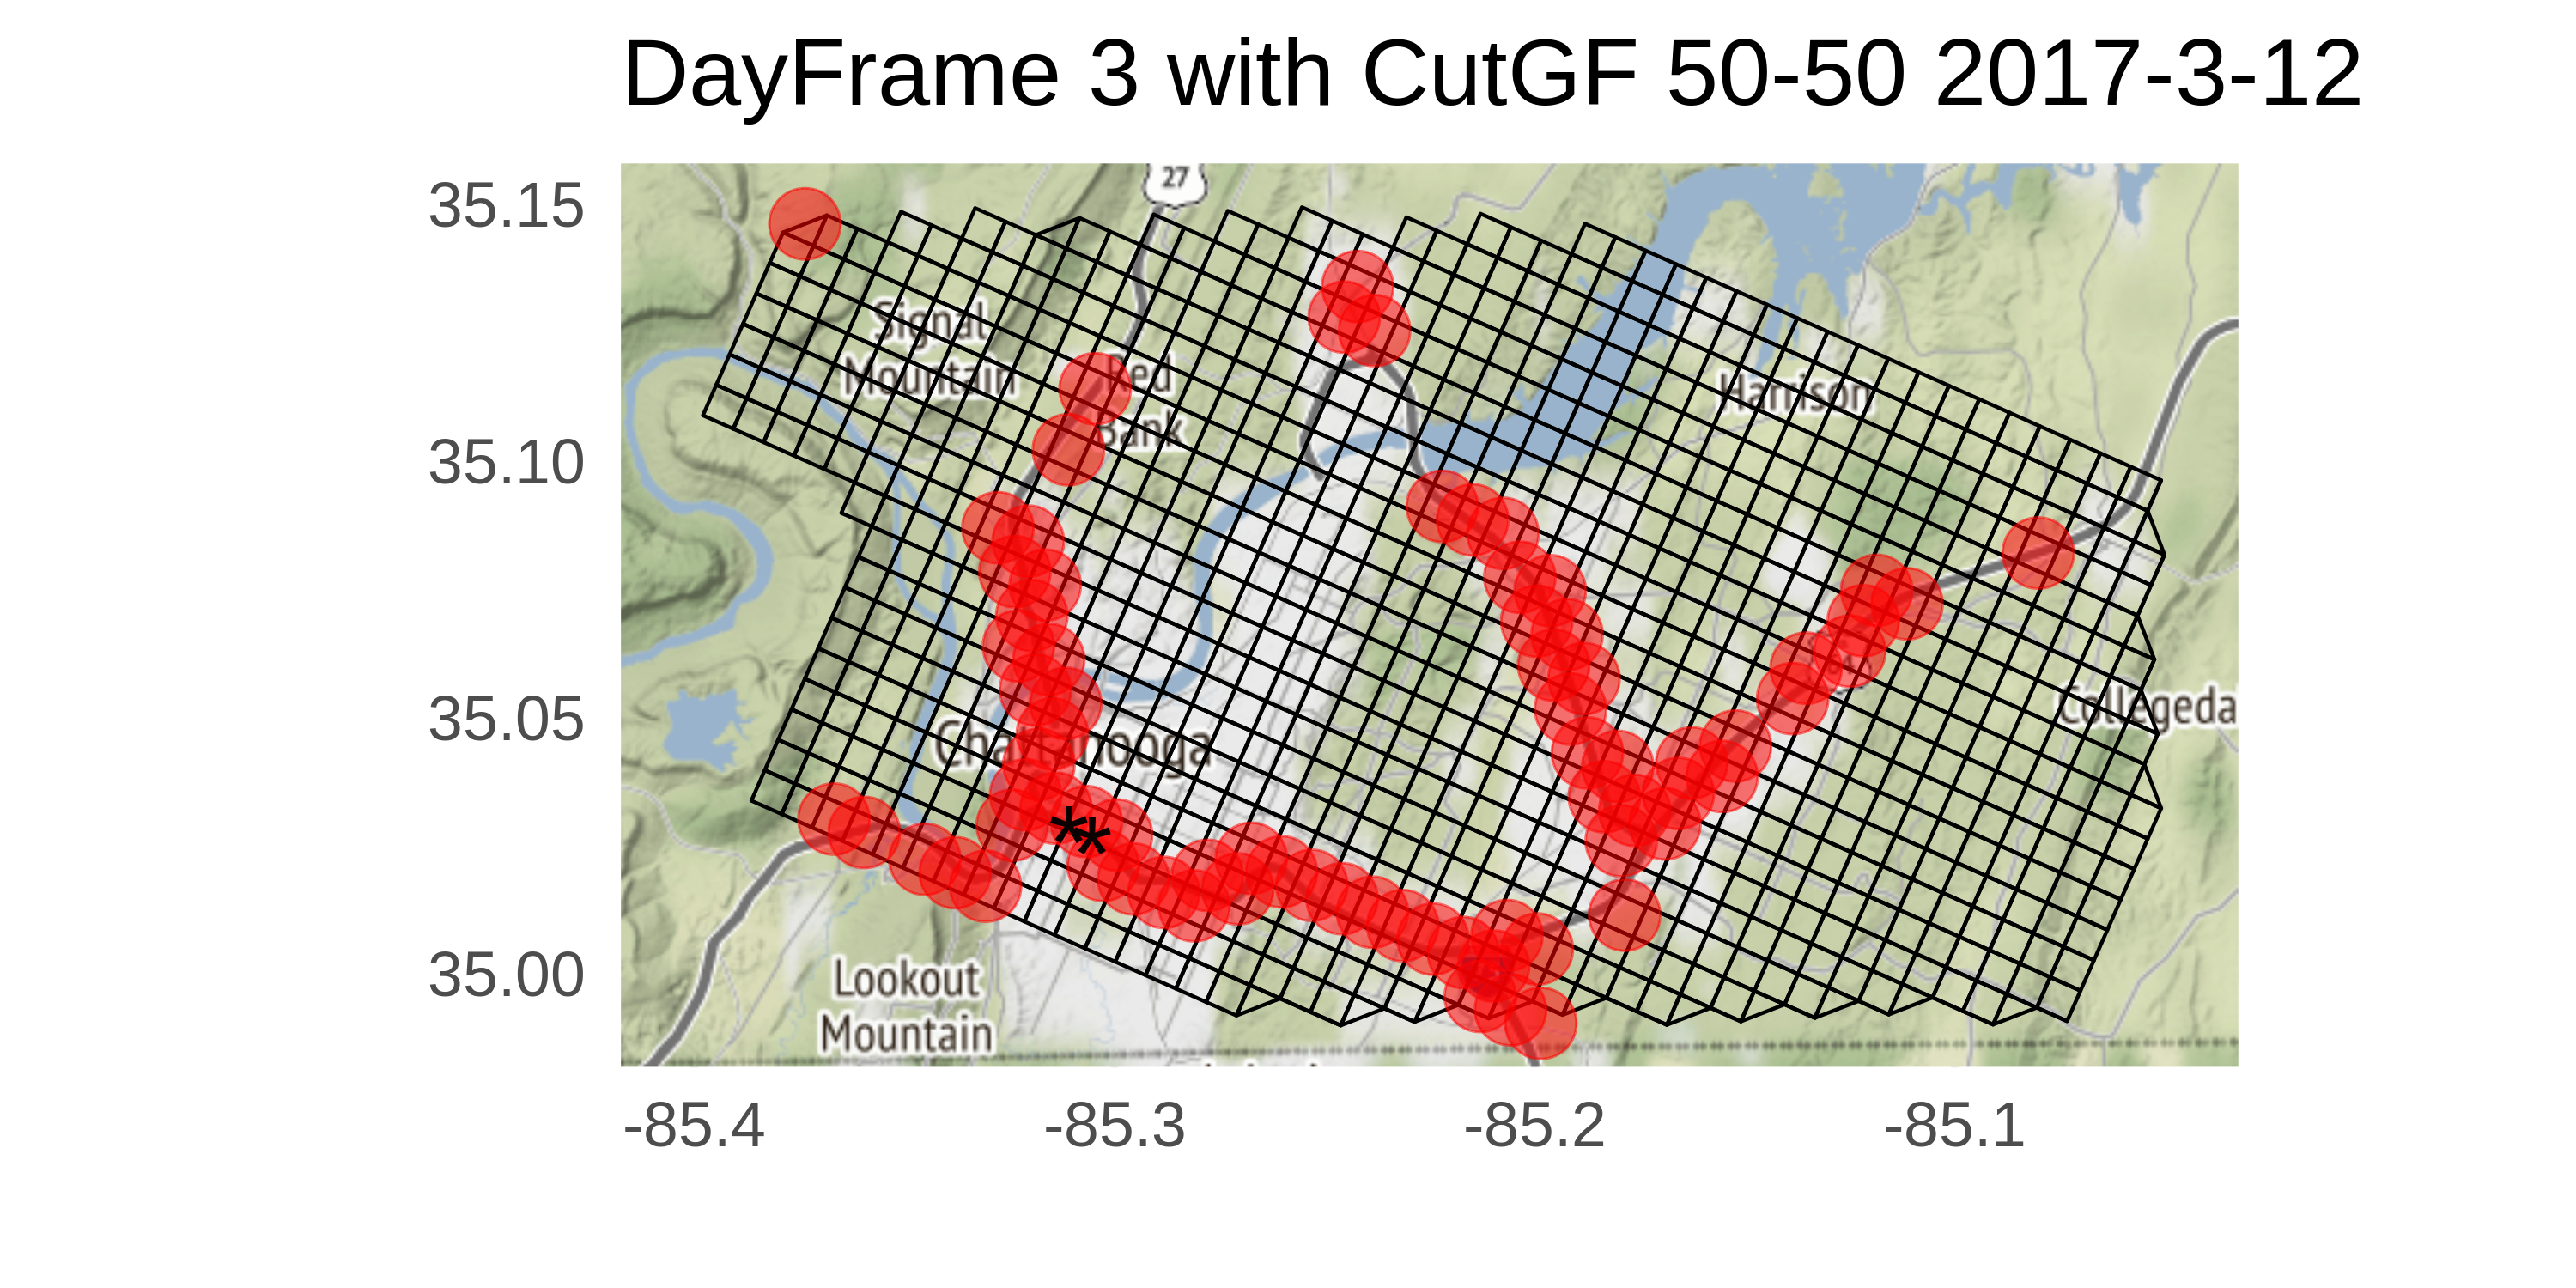 DayFrame 3 with CutGF 50-50 2017-3-12
27
35.15
Signal
Mountain
Red
Bank
Harrison
35.10
35.05
Collegeda
Chattanooga
35.00
Lookout
Mountain
-85.4
-85.3
-85.2
-85.1
*
*